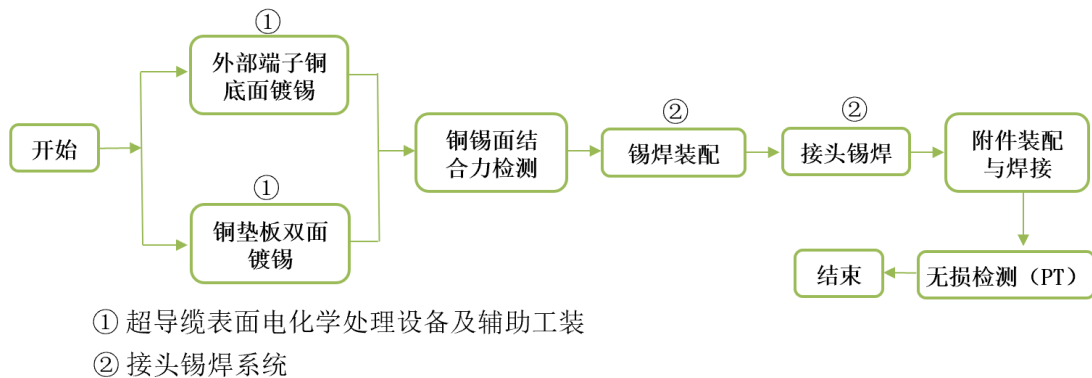 ①
外部端子铜
底面镀锡
开始
①
铜垫板双面
镀锡
铜锡面结
合力检测
②
锡焊装配
②
接头锡焊
附件装配
与焊接
无损检测（PT）
结束
① 超导缆表面电化学处理设备及辅助工装
② 接头锡焊系统